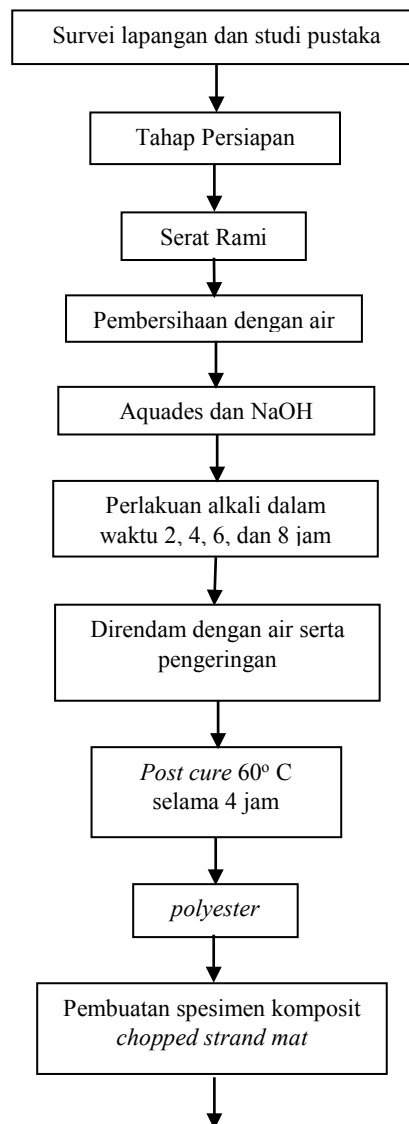 Survei lapangan dan studi pustaka
Tahap Persiapan
Serat Rami
Pembersihaan dengan air
Aquades dan NaOH
Perlakuan alkali dalam
waktu 2, 4, 6, dan 8 jam
Direndam dengan air serta
pengeringan
Post cure 60° C
selama 4 jam
polyester
Pembuatan spesimen komposit
chopped strand mat